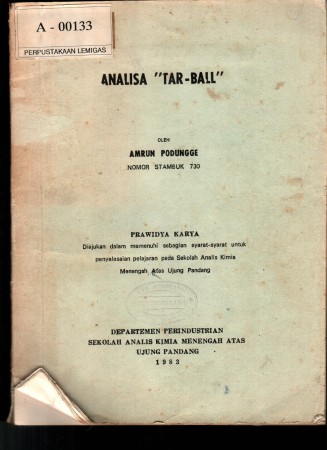 A - 00133
PERPUSTAKAAN LEMIGAS
ANALISA "TAR-BALL"
OLEH
AMRUN PODUNGGE
NOMOR STAMBUK 730
PRAWIDYA KARYA
Diajukan dalam memenuhi sebagian syarat-syarat untuk
penyelesaian pelajaran pada Sekolah Analis Kimia
Menengah Atas Ujung Pandang
DEPARTEMEN PERINDUSTRIAN
SEKOLAH ANALIS KIMIA MENENGAH ATAS
UJUNG PANDANG
1983